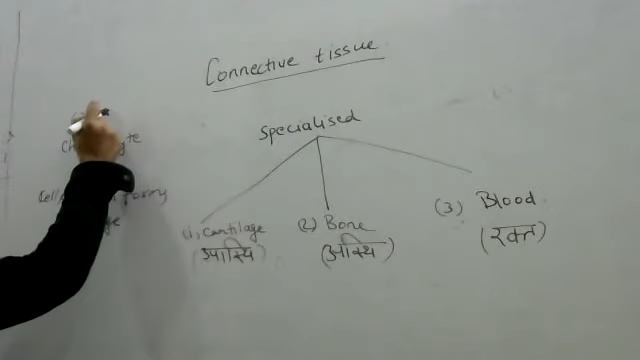 Connective tissue
Specialised
(1) Cartilage
(उपास्थि)
(2) Bone
(अस्थि)
(3) Blood
(रक्त)